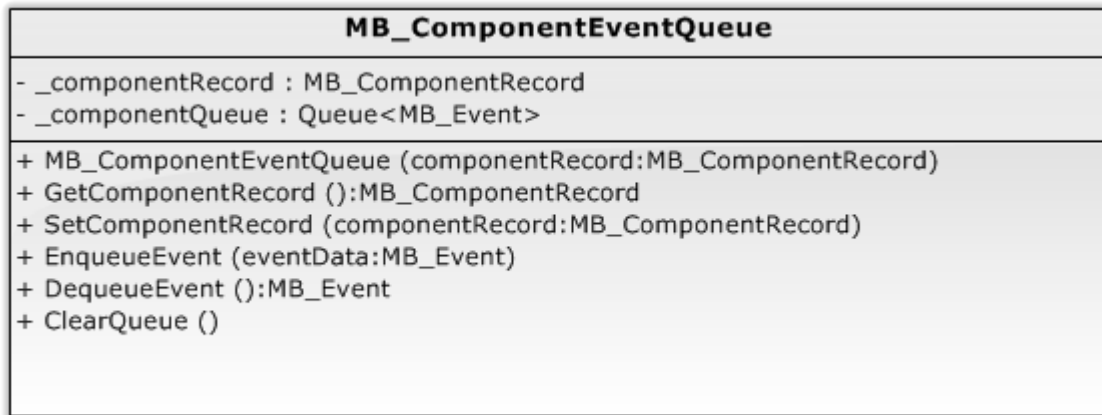 MB_ComponentEventQueue
- _componentRecord : MB_ComponentRecord
- _componentQueue : Queue<MB_Event>
+ MB_ComponentEventQueue (componentRecord:MB_ComponentRecord)
+ GetComponentRecord ():MB_ComponentRecord
+ SetComponentRecord (componentRecord:MB_ComponentRecord)
+ EnqueueEvent (eventData:MB_Event)
+ DequeueEvent ():MB_Event
+ ClearQueue ()